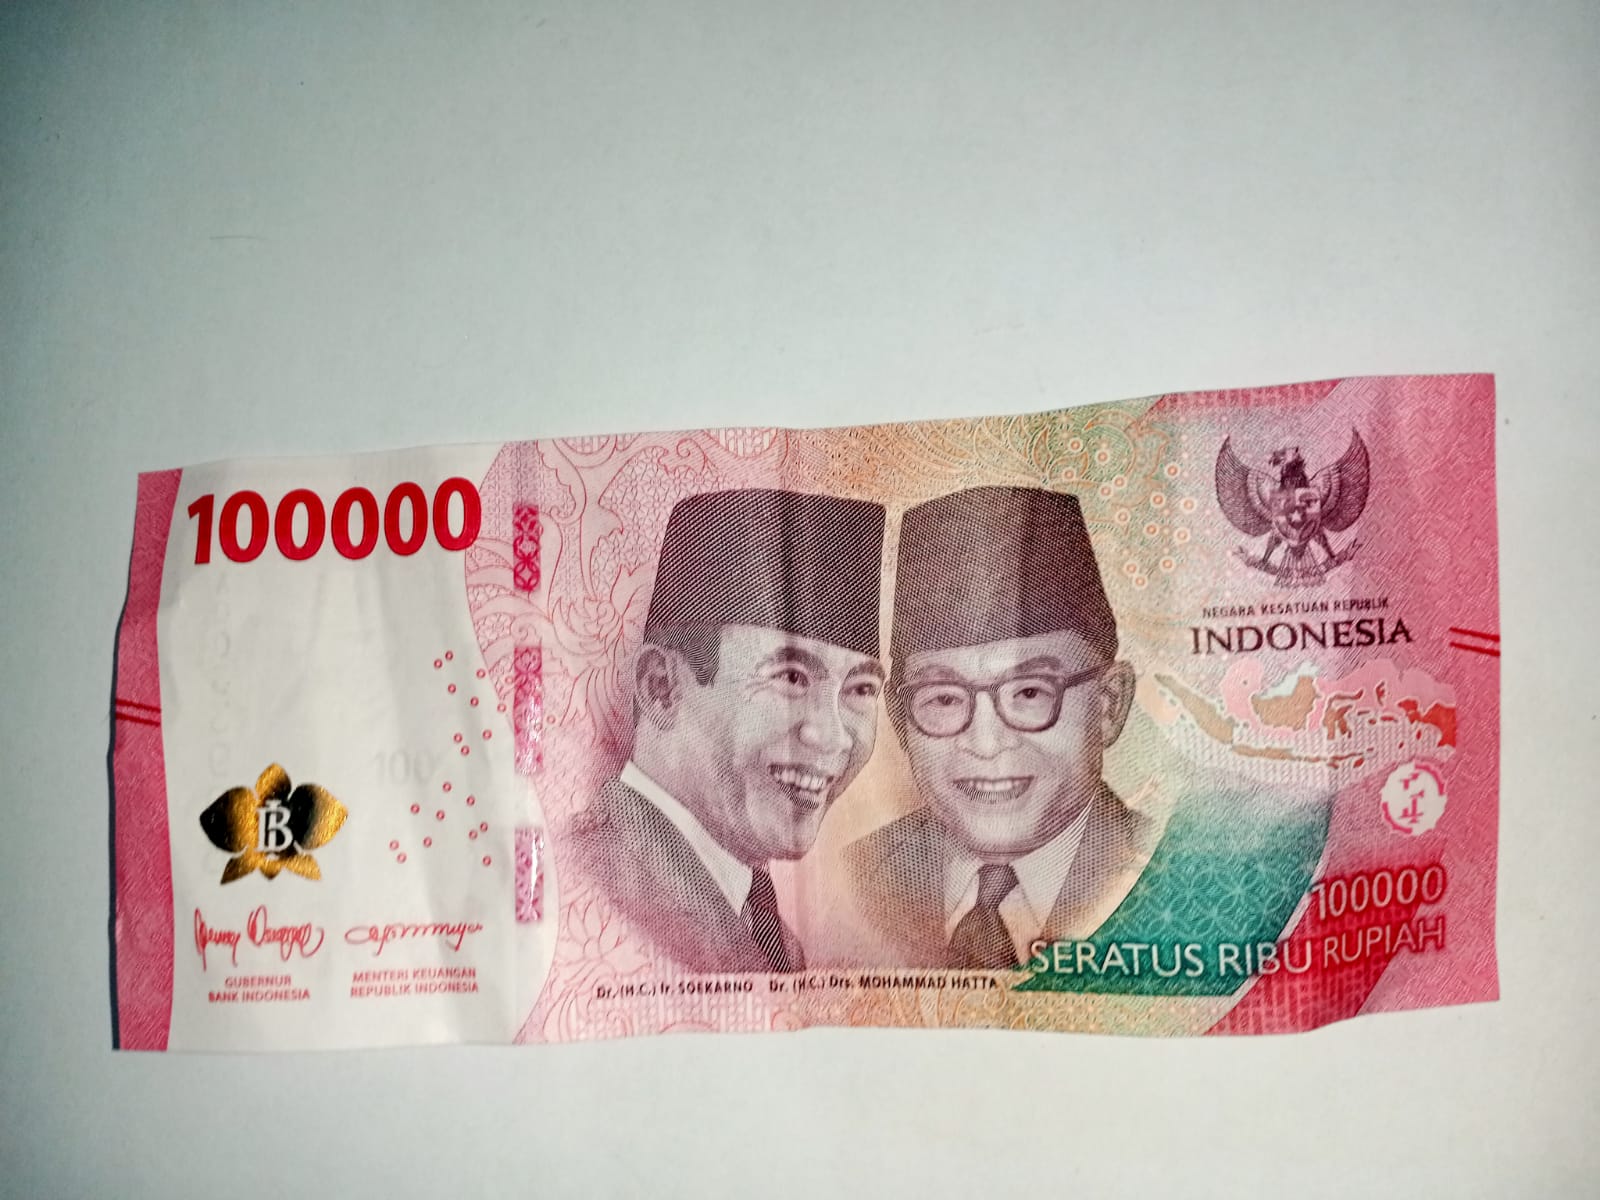 100000
NEGARA KESATUAN REPUBLIK
INDONESIA
100
B
GUBERNUR
BANK INDONESIA
MENTERI KEUANGAN
REPUBLIK INDONESIA
Dr. (H.C.) Ir. SOEKARNO
Dr. (H.C.) Drs. MOHAMMAD HATTA
100000
SERATUS RIBU RUPIAH